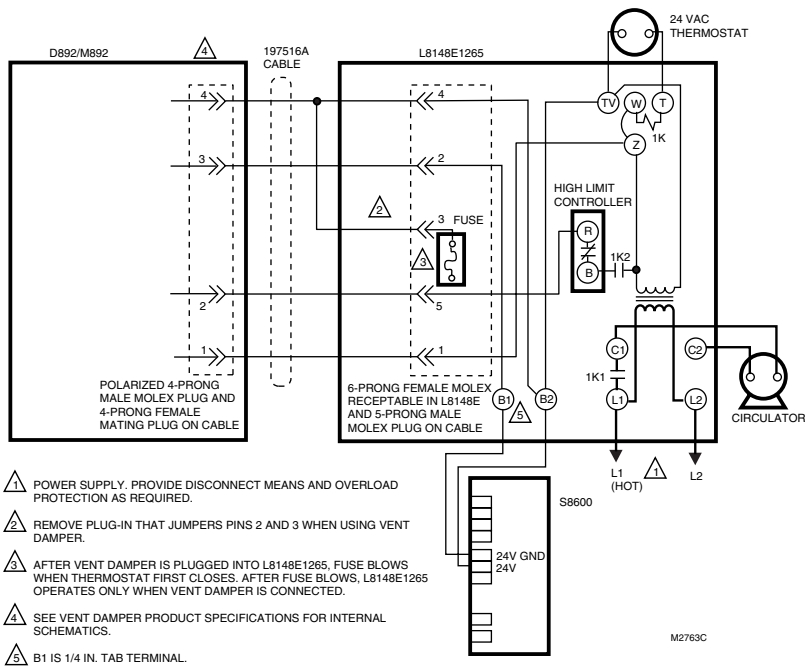 24 VAC
THERMOSTAT
D892/M892
4
197516A
CABLE
L8148E1265
4
4
TV
W
T
1K
3
2
Z
HIGH LIMIT
CONTROLLER
2
3
FUSE
R
3
1K2
B
2
5
1
1
C1
C2
1K1
POLARIZED 4-PRONG
MALE MOLEX PLUG AND
4-PRONG FEMALE
MATING PLUG ON CABLE
6-PRONG FEMALE MOLEX
RECEPTABLE IN L8148E
AND 5-PRONG MALE
MOLEX PLUG ON CABLE
B1
5
B2
L1
L2
CIRCULATOR
L1
(HOT)
1
L2
S8600
24V GND
24V
1 POWER SUPPLY. PROVIDE DISCONNECT MEANS AND OVERLOAD
PROTECTION AS REQUIRED.
2 REMOVE PLUG-IN THAT JUMPERS PINS 2 AND 3 WHEN USING VENT
DAMPER.
3 AFTER VENT DAMPER IS PLUGGED INTO L8148E1265, FUSE BLOWS
WHEN THERMOSTAT FIRST CLOSES. AFTER FUSE BLOWS, L8148E1265
OPERATES ONLY WHEN VENT DAMPER IS CONNECTED.
4 SEE VENT DAMPER PRODUCT SPECIFICATIONS FOR INTERNAL
SCHEMATICS.
5 B1 IS 1/4 IN. TAB TERMINAL.
M2763C